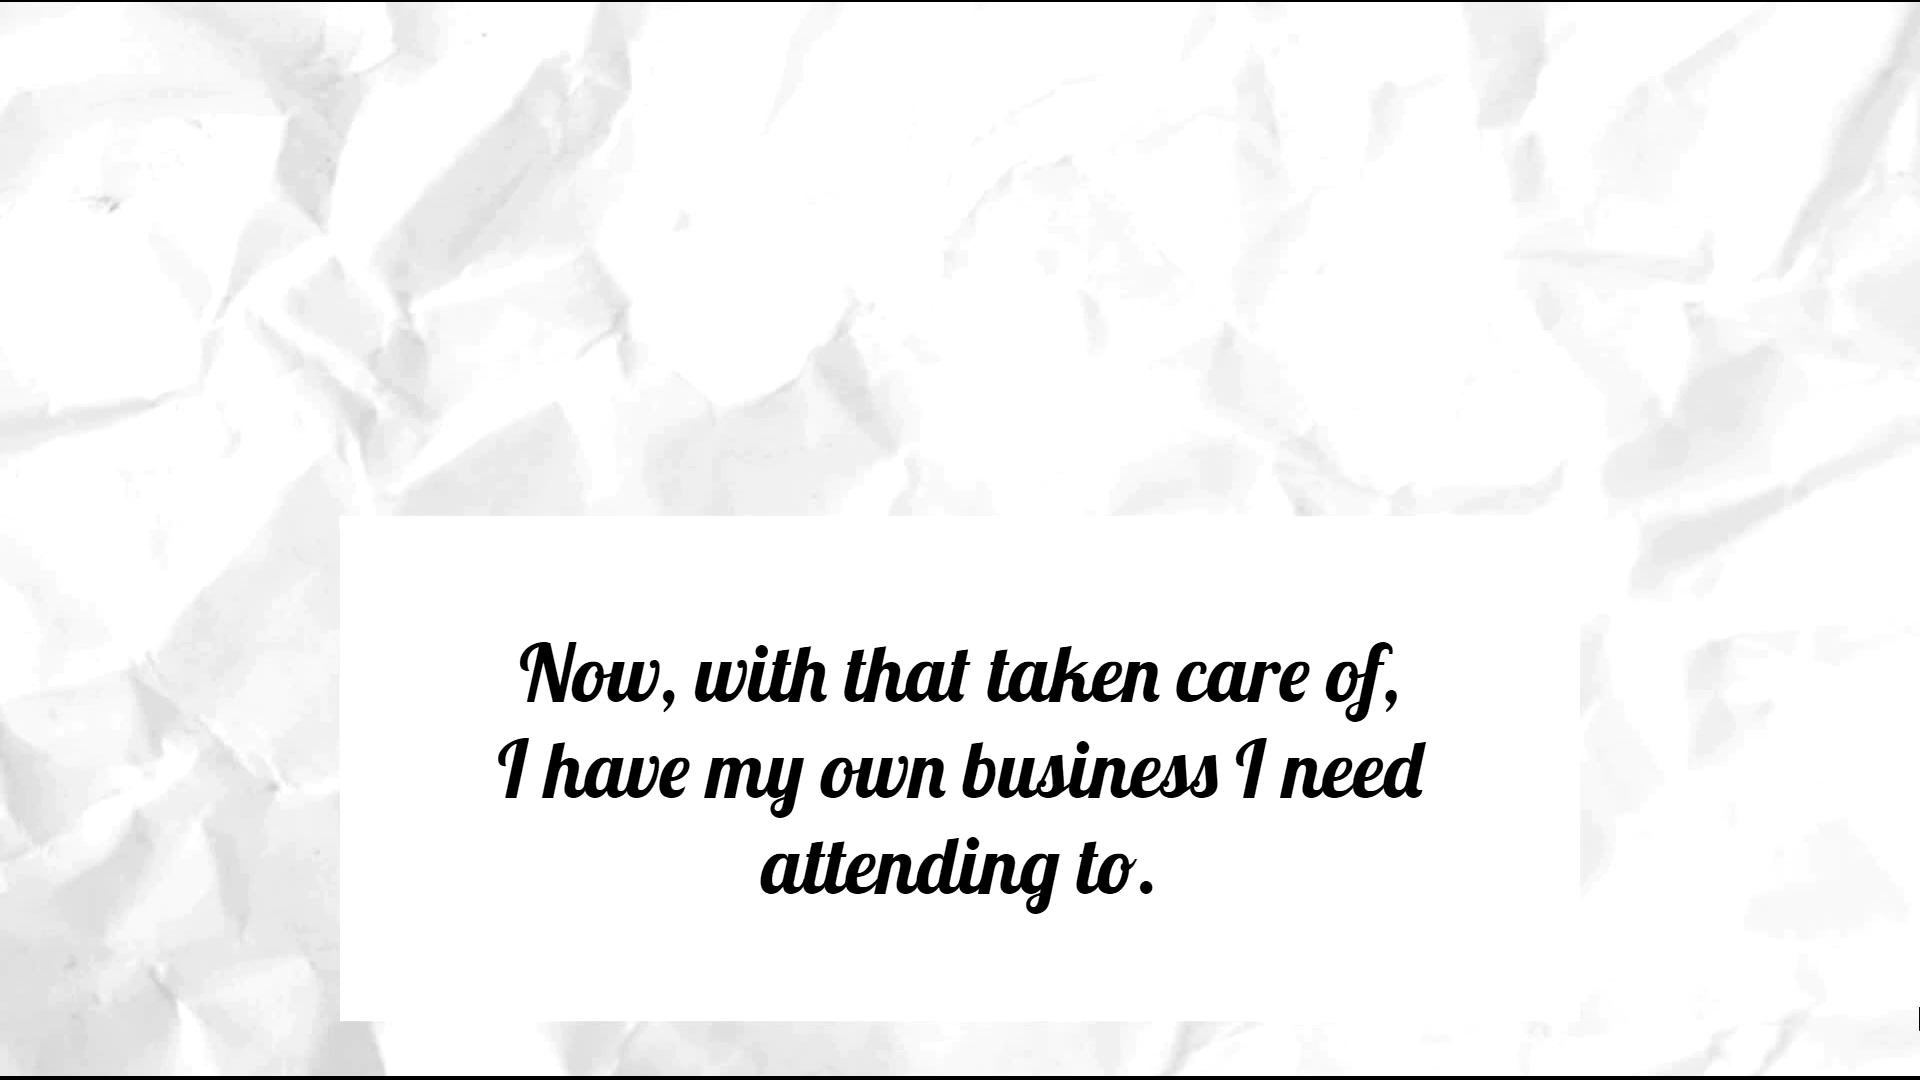 Now, with that taken care of,
I have my own business I need
attending to.